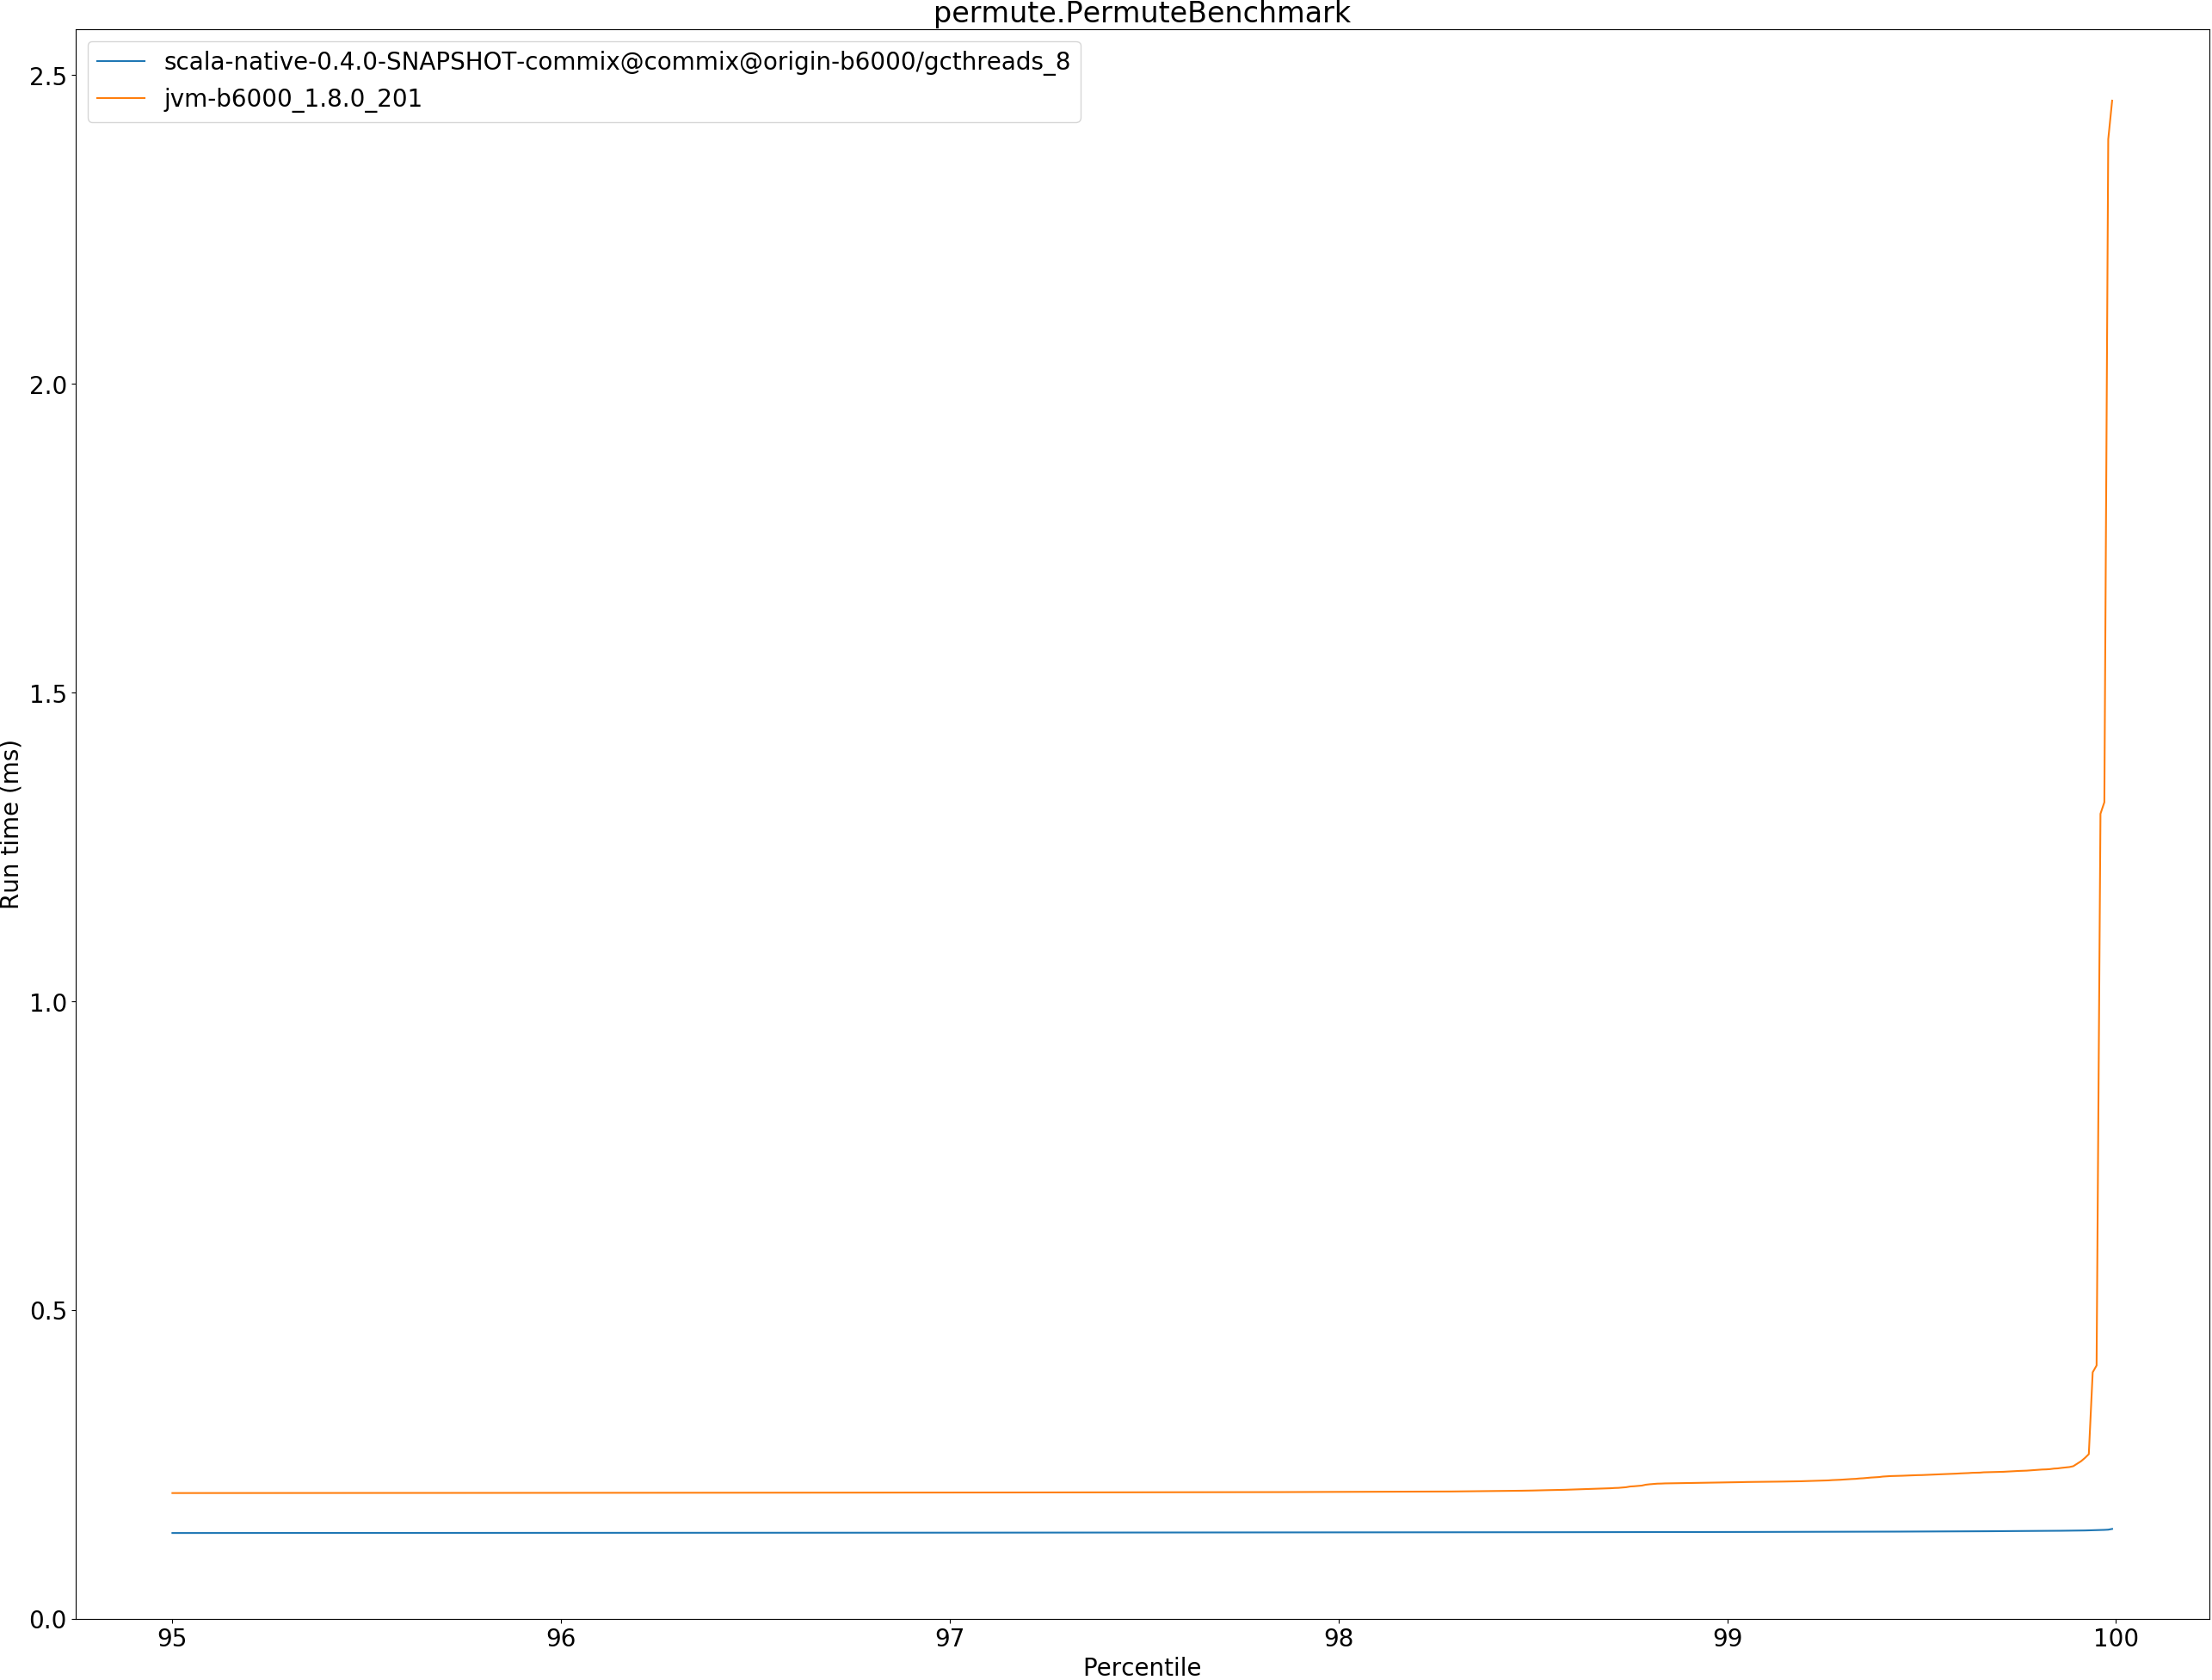 permute.PermuteBenchmark
scala-native-0.4.0-SNAPSHOT-commix@commix@origin-b6000/gcthreads_8
jvm-b6000_1.8.0_201
2.5
2.0
1.5
1.0
0.5
0.0
Run time (ms)
95 96 97 98 99 100
Percentile